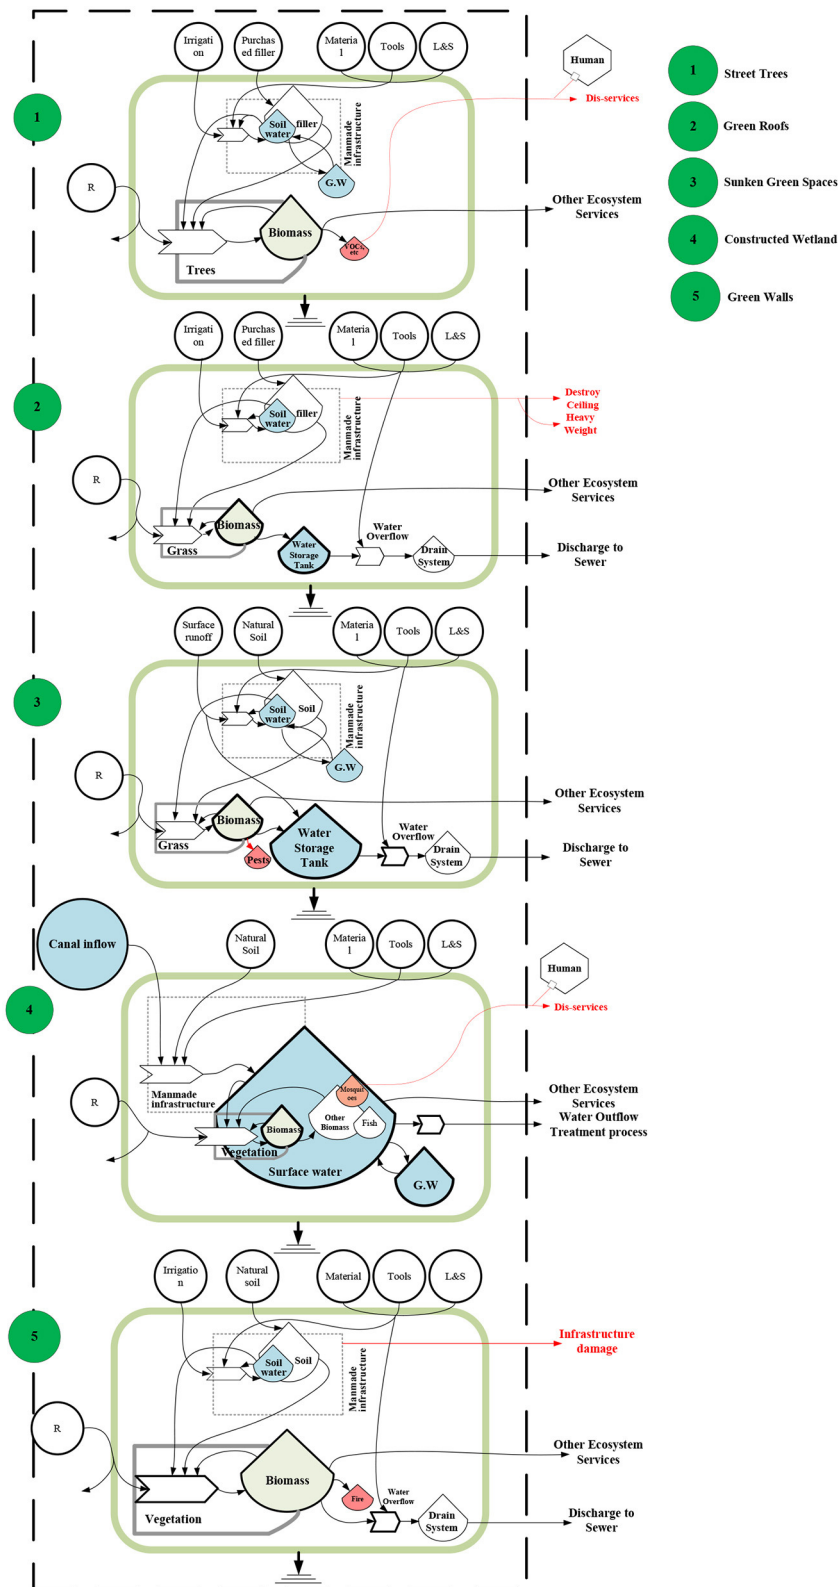 Irrigati
on
Purchas
ed filler
Materia
l
Tools
L&S
Human
Dis-services
1
Soil
water
filler
Manmade
infrastructure
G.W
R
Biomass
VOCs,
etc
Trees
Other Ecosystem
Services
1
Street Trees
2
Green Roofs
3
Sunken Green Spaces
4
Constructed Wetland
5
Green Walls
Irrigati
on
Purchas
ed filler
Materia
l
Tools
L&S
2
Soil
water
filler
Manmade
infrastructure
Destroy
Ceiling
Heavy
Weight
R
Biomass
Grass
Water
Storage
Tank
Water
Overflow
Drain
System
Other Ecosystem
Services
Discharge to
Sewer
Surface
runoff
Natural
Soil
Materia
l
Tools
L&S
3
Soil
water
Soil
Manmade
infrastructure
G.W
R
Biomass
Grass
Pests
Water
Storage
Tank
Water
Overflow
Drain
System
Other Ecosystem
Services
Discharge to
Sewer
Canal inflow
Natural
Soil
Materia
l
Tools
L&S
Human
Dis-services
4
Manmade
infrastructure
R
Mosquit
oes
Other
Biomass
Fish
Biomass
Vegetation
Surface water
G.W
Other Ecosystem
Services
Water Outflow
Treatment process
Irrigatio
n
Natural
soil
Material
Tools
L&S
5
Soil
water
Soil
Manmade
infrastructure
Infrastructure
damage
R
Biomass
Vegetation
Fire
Water
Overflow
Drain
System
Other Ecosystem
Services
Discharge to
Sewer